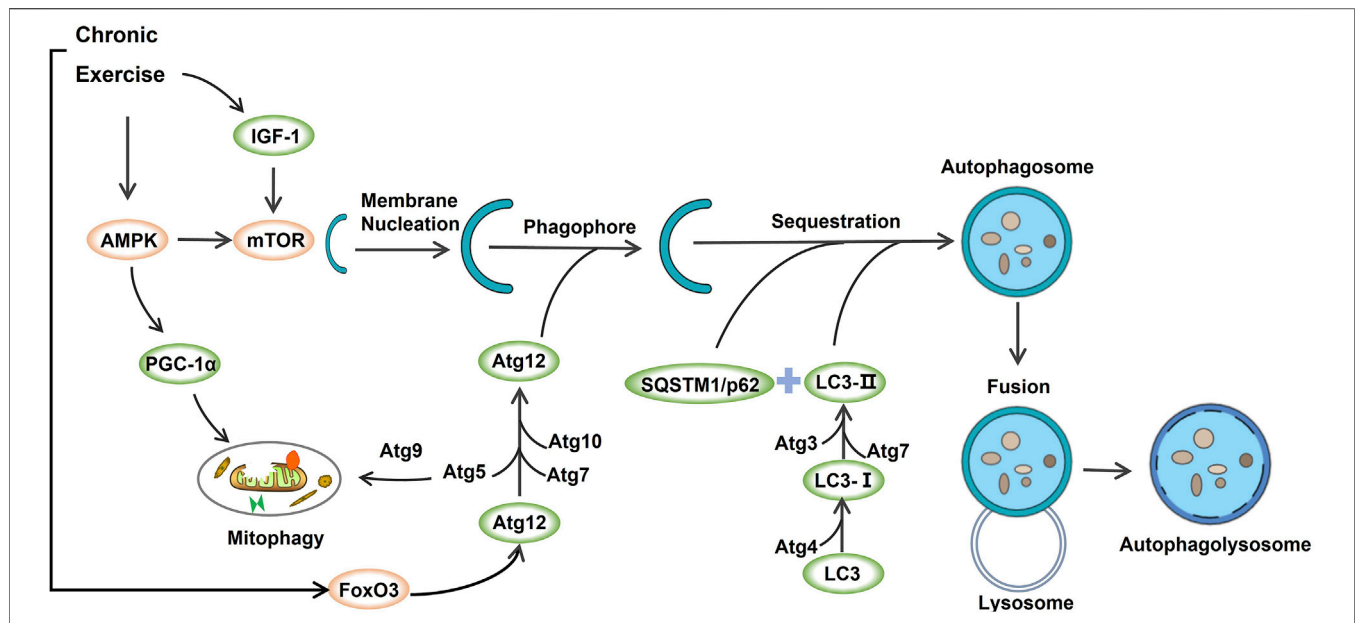 Chronic
Exercise
IGF-1
AMPK
mTOR
Membrane
Nucleation
Phagophore
Sequestration
Autophagosome
PGC-1α
Atg12
SQSTM1/p62
LC3-Ⅱ
Fusion
Atg10
Atg9
Atg5
Atg7
Atg3
Atg7
LC3-Ⅰ
Mitophagy
Atg12
Atg4
LC3
FoxO3
Autophagolysosome
Lysosome